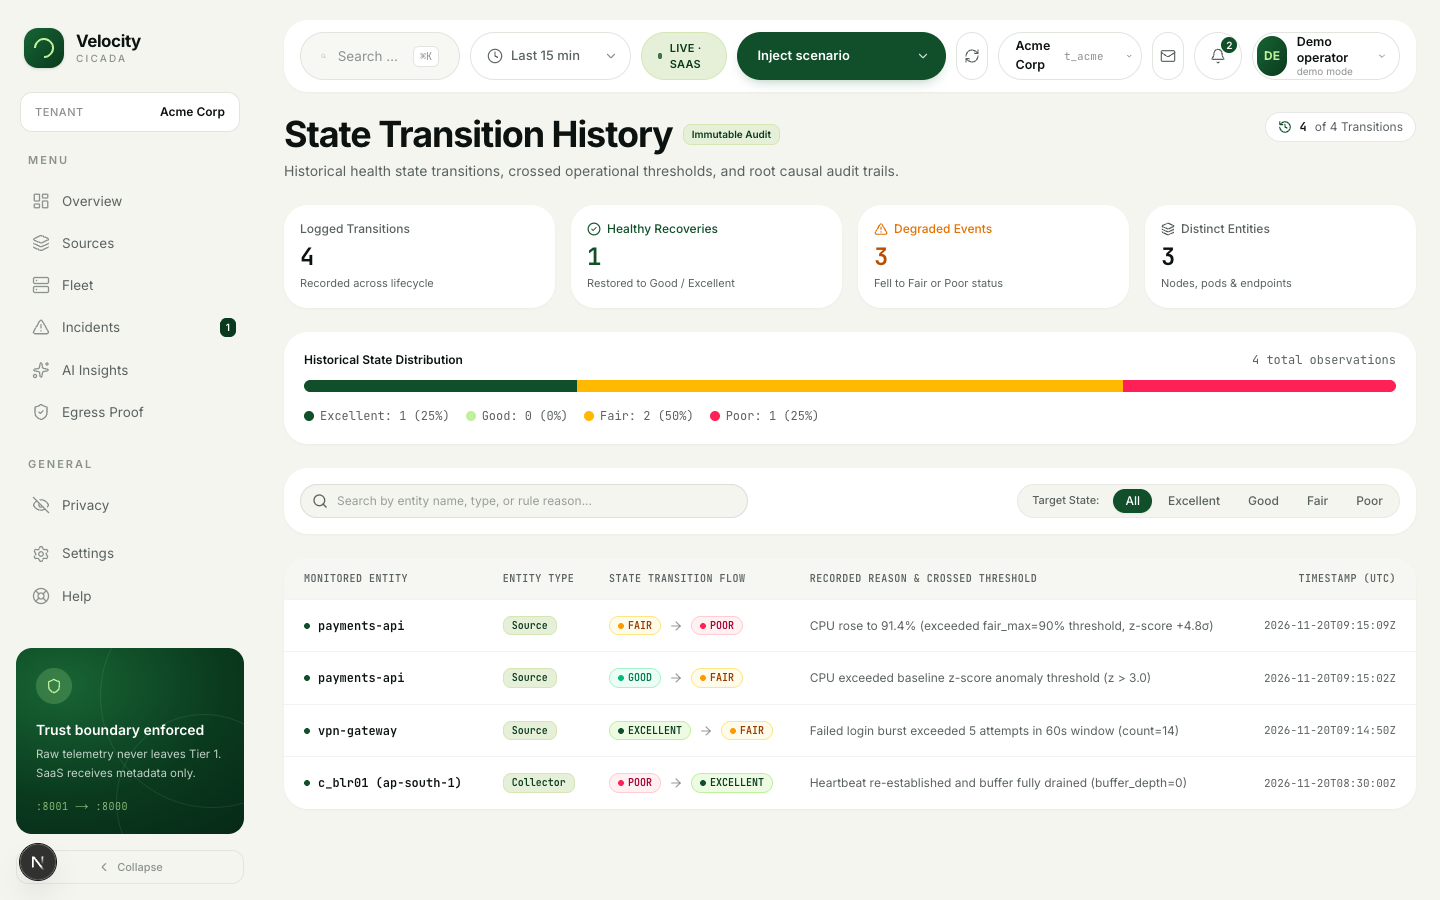 Velocity
CICADA
TENANT Acme Corp
MENU
Overview
Sources
Fleet
Incidents 1
AI Insights
Egress Proof
GENERAL
Privacy
Settings
Help
Trust boundary enforced
Raw telemetry never leaves Tier 1.
SaaS receives metadata only.
:8001 → :8000
N
Collapse
Search ... ⌘K
Last 15 min
LIVE ·
SAAS
Inject scenario
Acme
Corp
t_acme
2
DE
Demo
operator
demo mode
State Transition History
Immutable Audit
4 of 4 Transitions
Historical health state transitions, crossed operational thresholds, and root causal audit trails.
Logged Transitions
4
Recorded across lifecycle
Healthy Recoveries
1
Restored to Good / Excellent
Degraded Events
3
Fell to Fair or Poor status
Distinct Entities
3
Nodes, pods & endpoints
Historical State Distribution
4 total observations
Excellent: 1 (25%) Good: 0 (0%) Fair: 2 (50%) Poor: 1 (25%)
Search by entity name, type, or rule reason...
Target State: All Excellent Good Fair Poor
MONITORED ENTITY ENTITY TYPE STATE TRANSITION FLOW RECORDED REASON & CROSSED THRESHOLD TIMESTAMP (UTC)
payments-api Source FAIR → POOR CPU rose to 91.4% (exceeded fair_max=90% threshold, z-score +4.8σ) 2026-11-20T09:15:09Z
payments-api Source GOOD → FAIR CPU exceeded baseline z-score anomaly threshold (z > 3.0) 2026-11-20T09:15:02Z
vpn-gateway Source EXCELLENT → FAIR Failed login burst exceeded 5 attempts in 60s window (count=14) 2026-11-20T09:14:50Z
c_blr01 (ap-south-1) Collector POOR → EXCELLENT Heartbeat re-established and buffer fully drained (buffer_depth=0) 2026-11-20T08:30:00Z